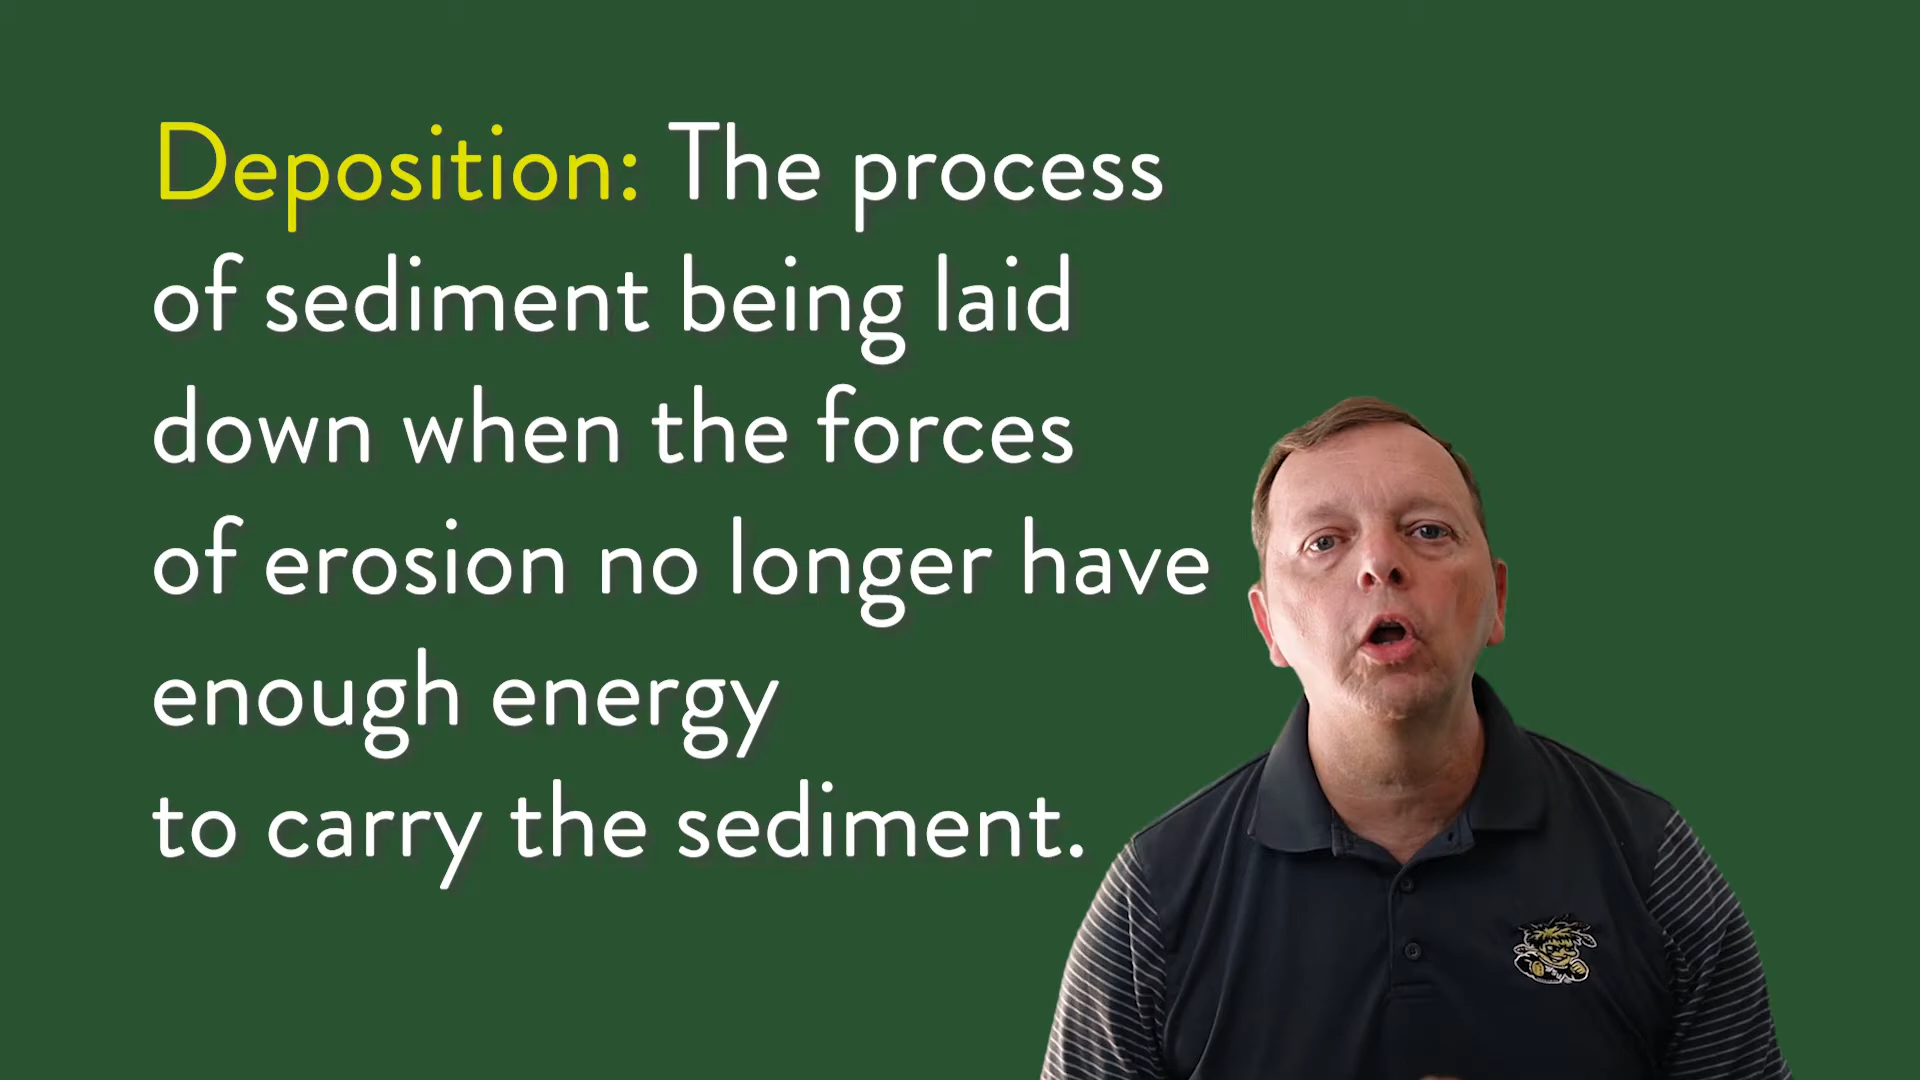 Deposition: The process
of sediment being laid
down when the forces
of erosion no longer have
enough energy
to carry the sediment.